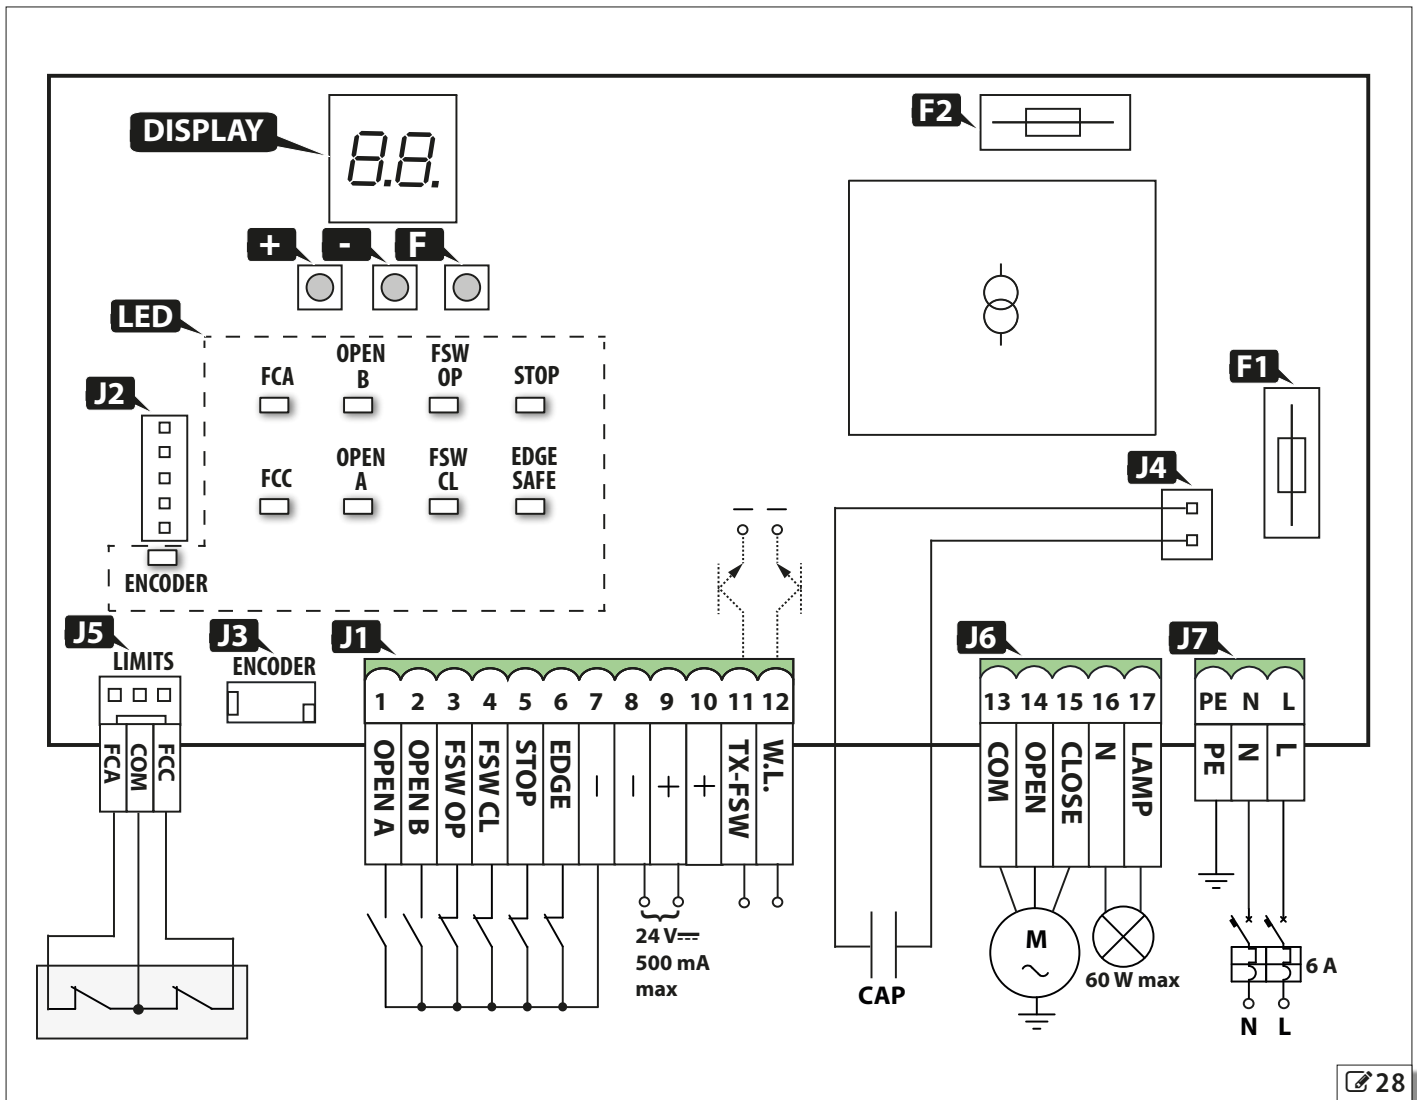 DISPLAY
8.8.
F2
+ - F
LED
FCA
OPEN
B
FSW
OP
STOP
F1
J2
FCC
OPEN
A
FSW
CL
EDGE
SAFE
J4
ENCODER
J5
LIMITS
J3
ENCODER
J1
J6
J7
1 2 3 4 5 6 7 8 9 10 11 12
13 14 15 16 17
PE N L
FCA
COM
FCC
OPEN A
OPEN B
FSW OP
FSW CL
STOP
EDGE
–
–
+
+
TX-FSW
W.L.
COM
OPEN
CLOSE
N
LAMP
PE
N
L
24 V⎓
500 mA
max
CAP
M
∼
60 W max
6 A
N L
28